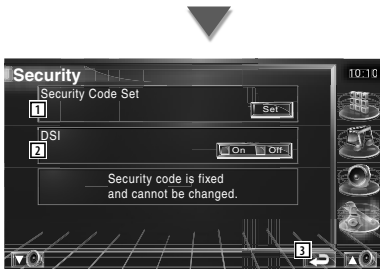 Security
10:10
Security Code Set
1
Set
DSI
2
On Off
Security code is fixed
and cannot be changed.
3